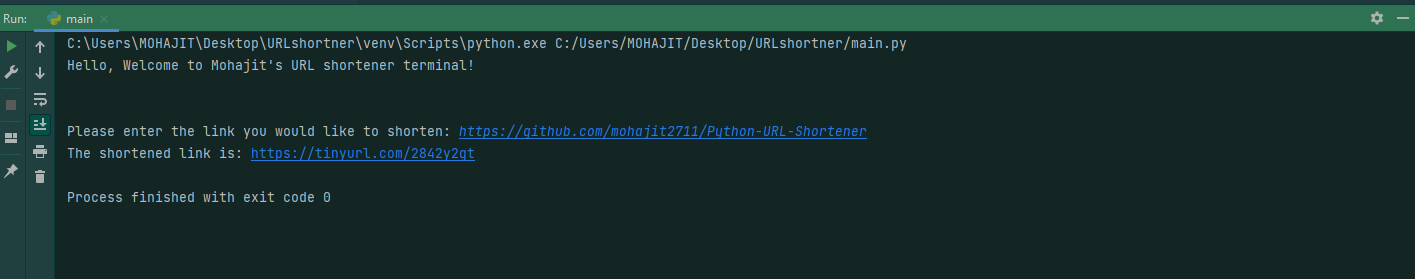 Run: main
C:\Users\MOHAJIT\Desktop\URLshortner\venv\Scripts\python.exe C:/Users/MOHAJIT/Desktop/URLshortner/main.py
Hello, Welcome to Mohajit's URL shortener terminal!
Please enter the link you would like to shorten: https://github.com/mohajit2711/Python-URL-Shortener
The shortened link is: https://tinyurl.com/2842y2qt
Process finished with exit code 0